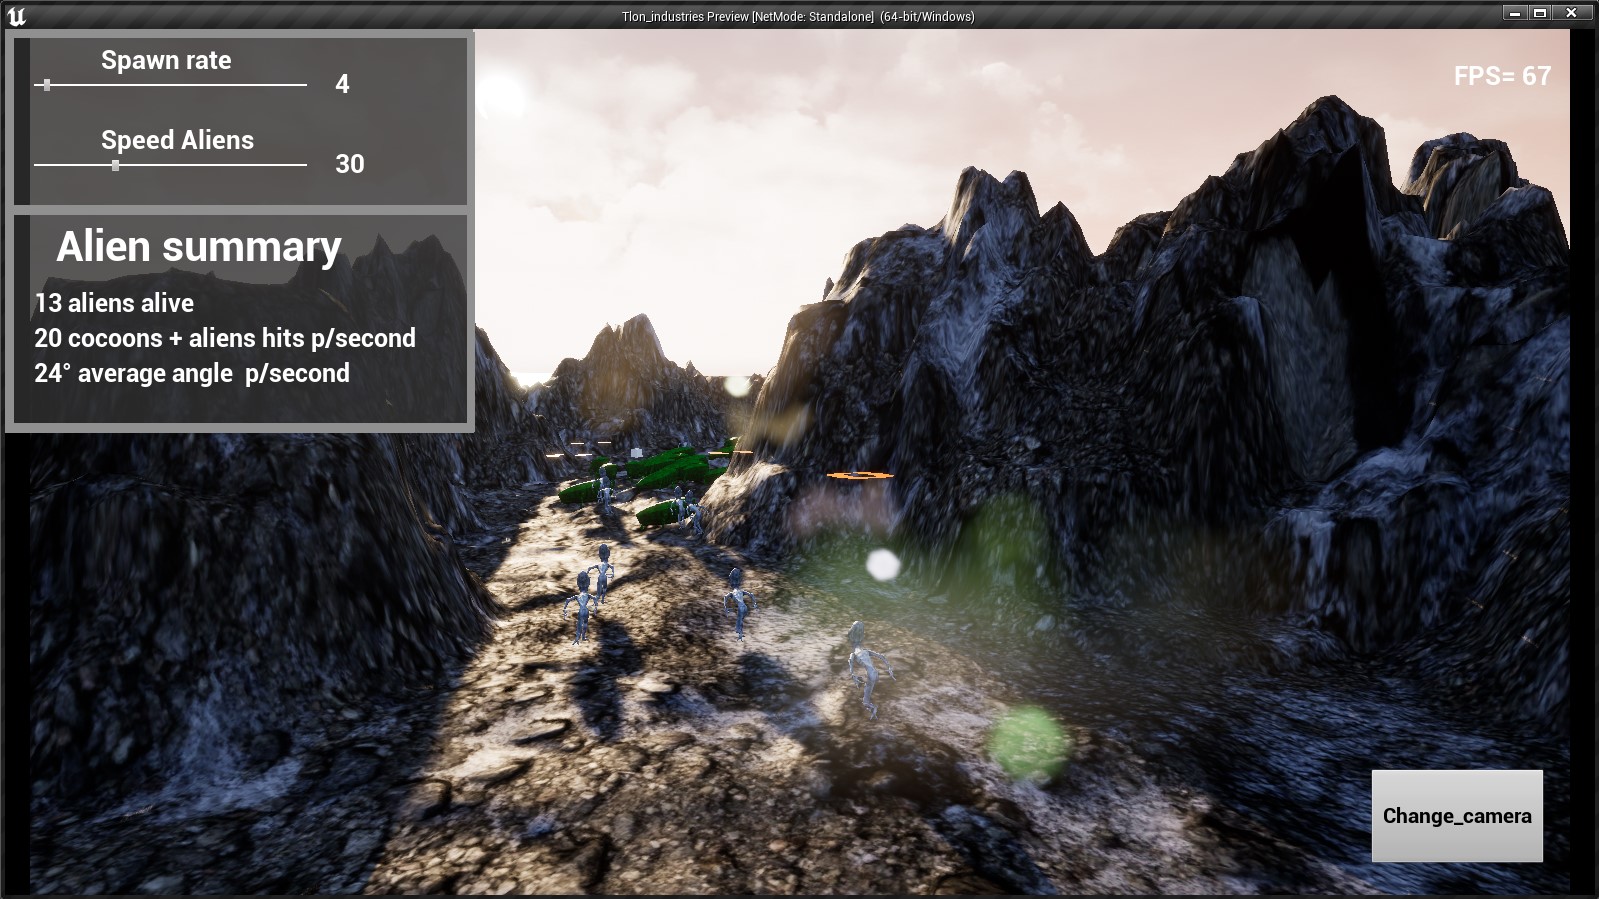 Tlon_industries Preview [NetMode: Standalone] (64-bit/Windows)
Spawn rate
4
Speed Aliens
30
FPS= 67
Alien summary
13 aliens alive
20 cocoons + aliens hits p/second
24° average angle p/second
Change_camera